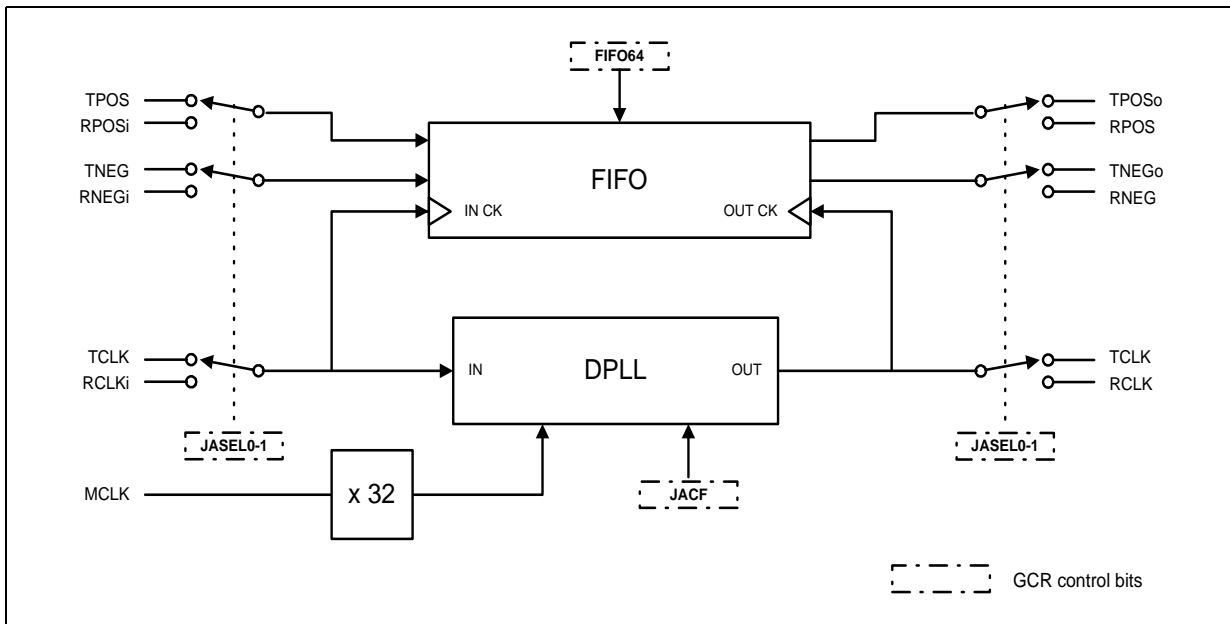 FIFO64
TPOS
RPOSi
TNEG
RNEGi
FIFO
IN CK
OUT CK
TPOSo
RPOS
TNEGo
RNEG
TCLK
RCLKi
IN
DPLL
OUT
TCLK
RCLK
JASEL0-1
JASEL0-1
MCLK
x 32
JACF
GCR control bits